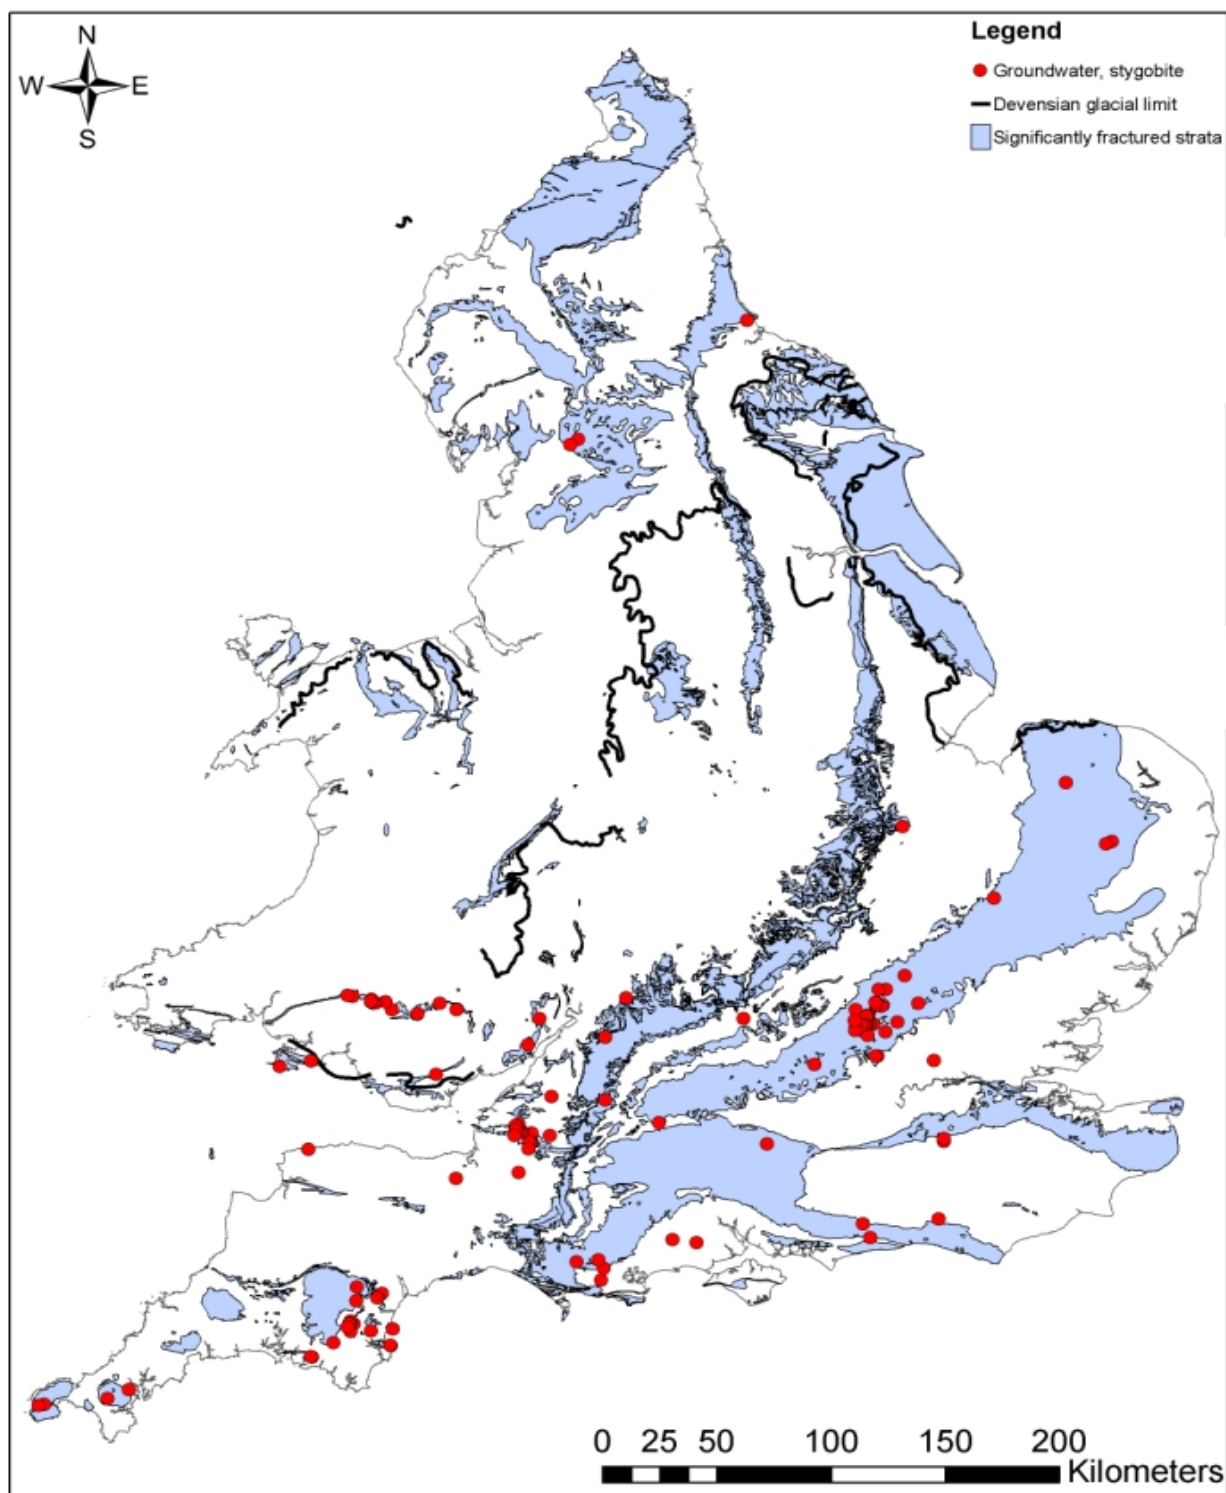 N
W E
S
Legend
Groundwater, stygobite
Devensian glacial limit
Significantly fractured strata
0 25 50 100 150 200
Kilometers